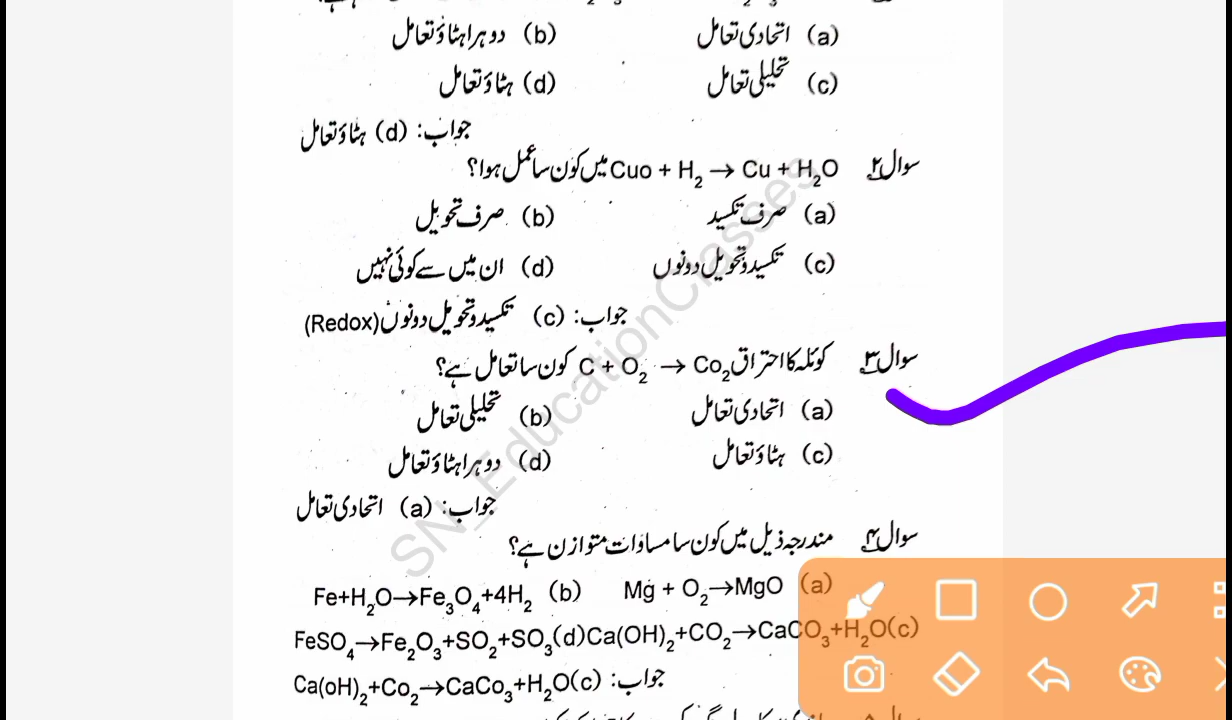 (a) اتحادی تعامل (b) دوہرا ہٹاؤ تعامل
(c) تحلیلی تعامل (d) ہٹاؤ تعامل
جواب: (d) ہٹاؤ تعامل
سوال ۲ Cuo + H₂ → Cu + H₂O میں کون سا عمل ہوا؟
(a) صرف تکسید (b) صرف تحویل
(c) تکسید و تحویل دونوں (d) ان میں سے کوئی نہیں
جواب: (c) تکسید و تحویل دونوں (Redox)
سوال ۳ کوئلہ کا احتراق C + O₂ → Co₂ کون سا تعامل ہے؟
(a) اتحادی تعامل (b) تحلیلی تعامل
(c) ہٹاؤ تعامل (d) دوہرا ہٹاؤ تعامل
جواب: (a) اتحادی تعامل
سوال ۴ مندرجہ ذیل میں کون سا مساوات متوازن ہے؟
(a) Mg + O₂→MgO (b) Fe+H₂O→Fe₃O₄+4H₂
(c) Ca(OH)₂+CO₂→CaCO₃+H₂O (d) FeSO₄→Fe₂O₃+SO₂+SO₃
جواب: (c) Ca(oH)₂+Co₂→CaCo₃+H₂O
SN_EducationClasses